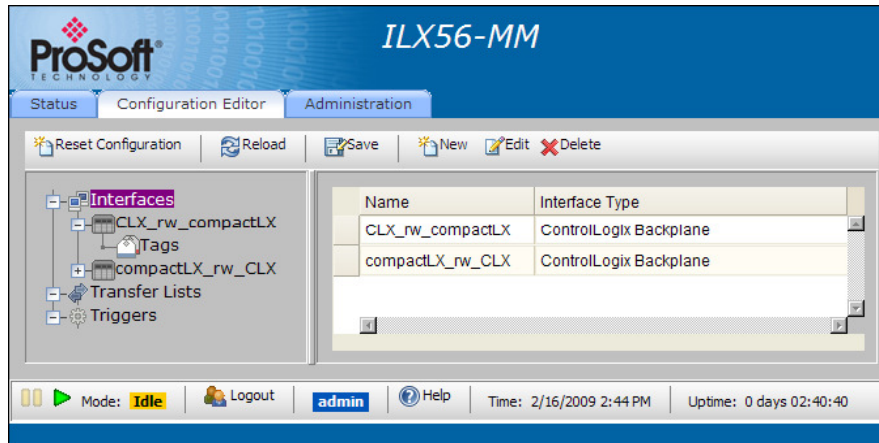 ProSoft®
TECHNOLOGY
ILX56-MM
Status Configuration Editor Administration
Reset Configuration Reload Save New Edit Delete
Interfaces
CLX_rw_compactLX
Tags
compactLX_rw_CLX
Transfer Lists
Triggers
Name Interface Type
CLX_rw_compactLX ControlLogix Backplane
compactLX_rw_CLX ControlLogix Backplane
Mode: Idle Logout admin Help Time: 2/16/2009 2:44 PM Uptime: 0 days 02:40:40